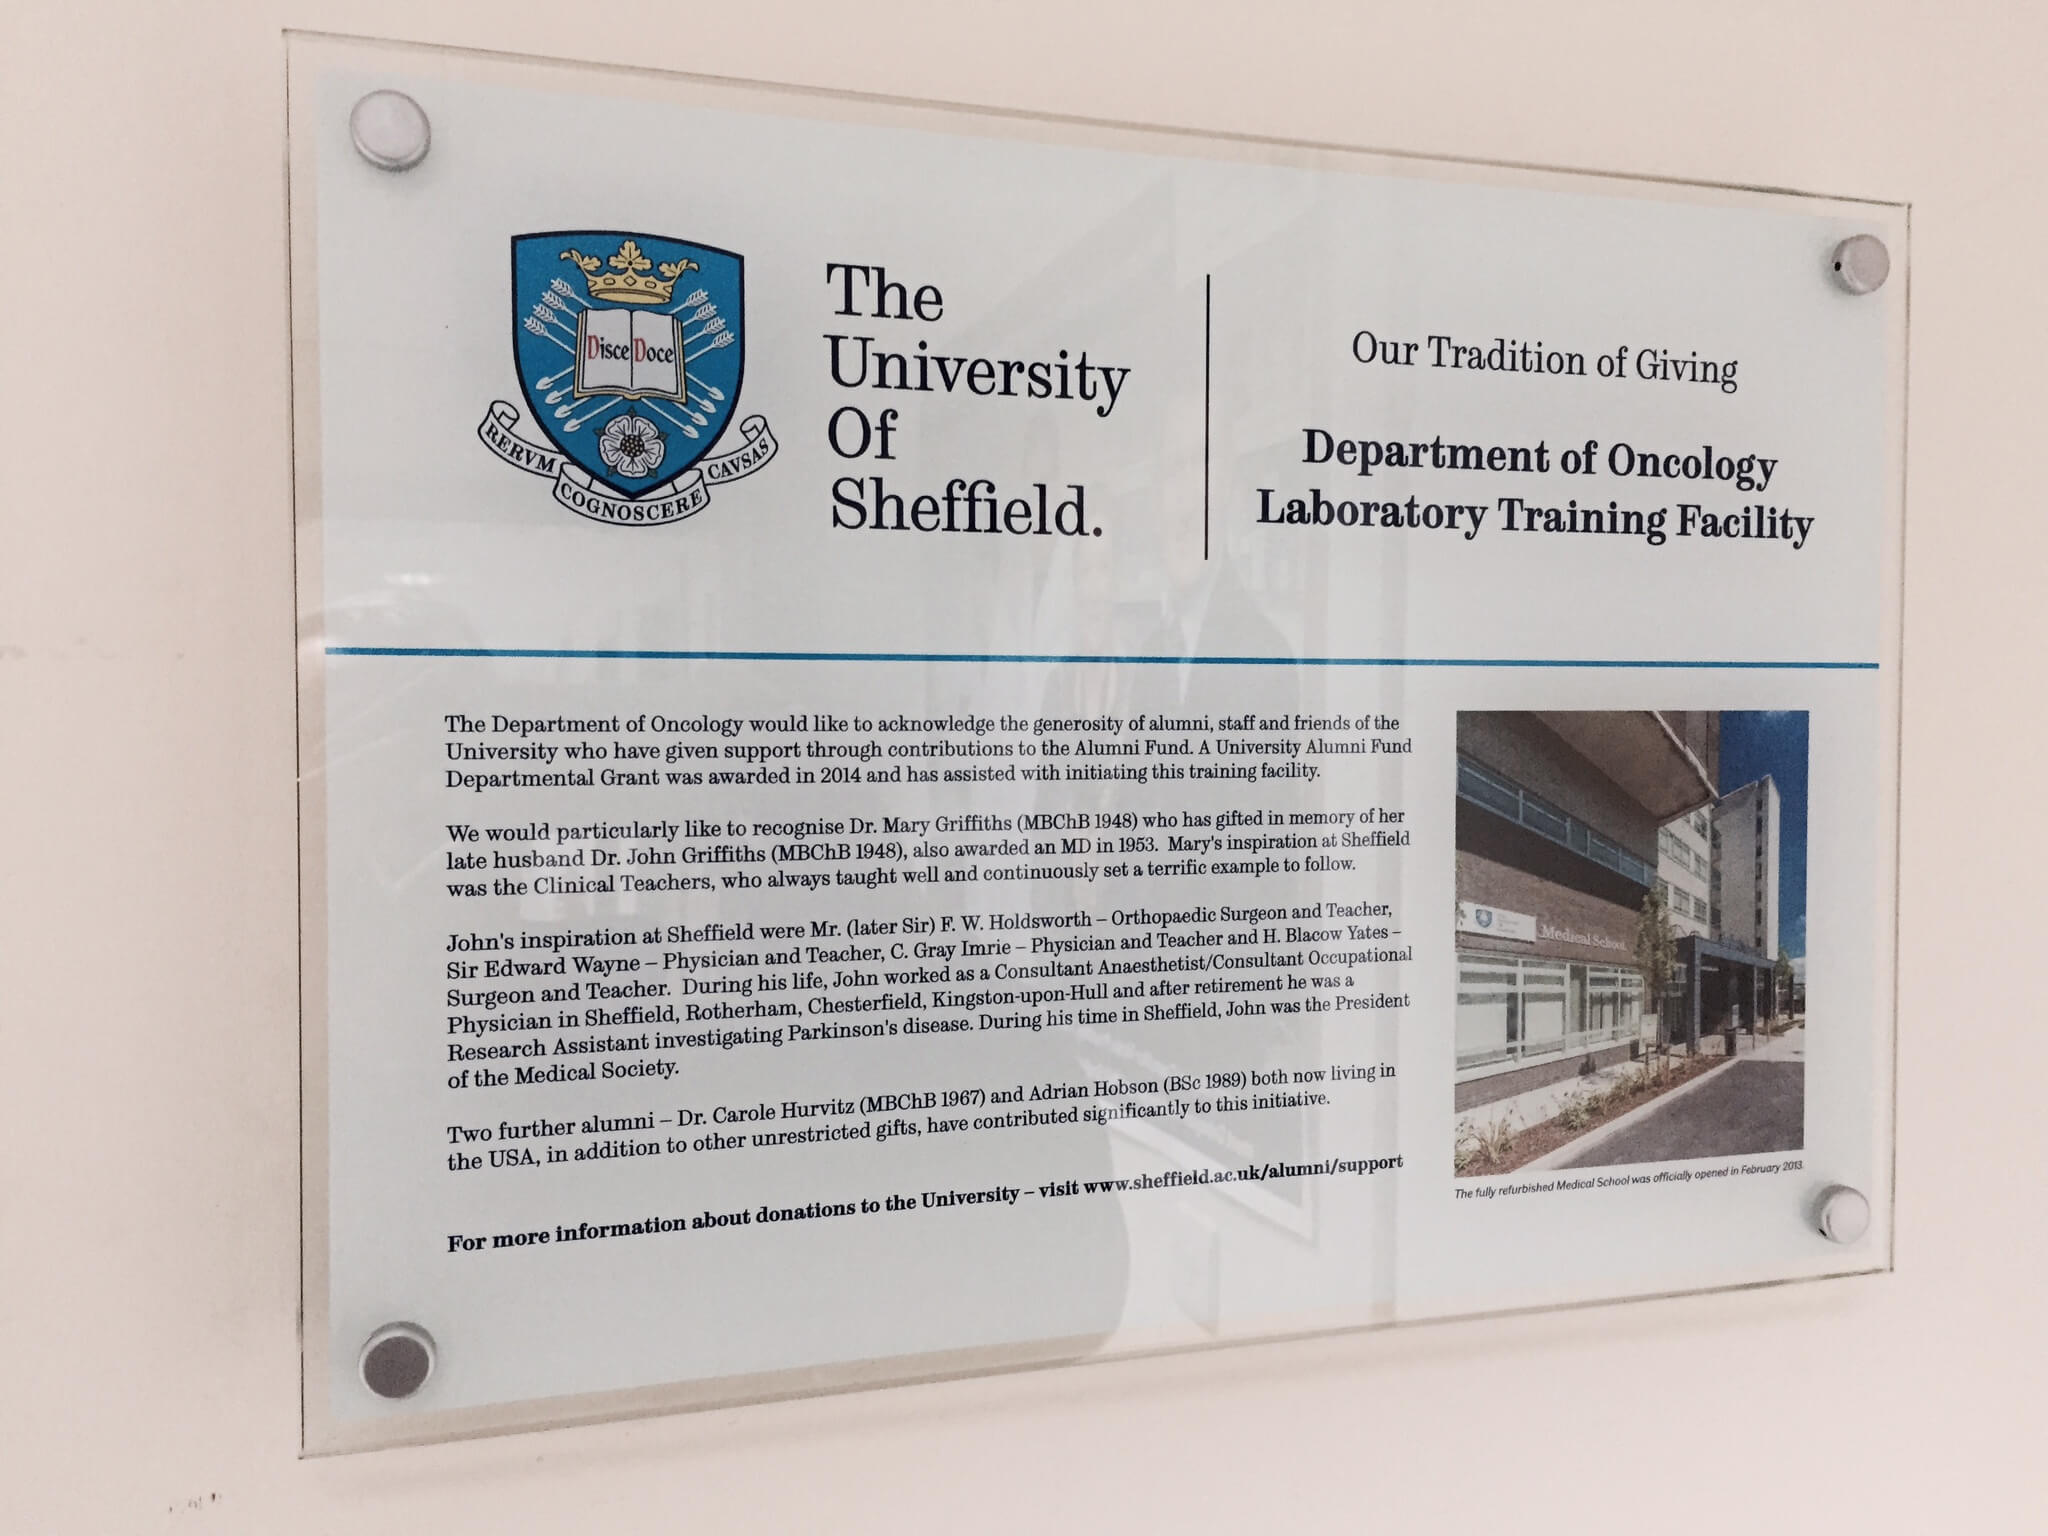 Disce Doce
RERVM COGNOSCERE CAVSAS
The
University
Of
Sheffield.
Our Tradition of Giving
Department of Oncology
Laboratory Training Facility
The Department of Oncology would like to acknowledge the generosity of alumni, staff and friends of the
University who have given support through contributions to the Alumni Fund. A University Alumni Fund
Departmental Grant was awarded in 2014 and has assisted with initiating this training facility.
We would particularly like to recognise Dr. Mary Griffiths (MBChB 1948) who has gifted in memory of her
late husband Dr. John Griffiths (MBChB 1948), also awarded an MD in 1953. Mary's inspiration at Sheffield
was the Clinical Teachers, who always taught well and continuously set a terrific example to follow.
John's inspiration at Sheffield were Mr. (later Sir) F. W. Holdsworth – Orthopaedic Surgeon and Teacher,
Sir Edward Wayne – Physician and Teacher, C. Gray Imrie – Physician and Teacher and H. Blacow Yates –
Surgeon and Teacher. During his life, John worked as a Consultant Anaesthetist/Consultant Occupational
Physician in Sheffield, Rotherham, Chesterfield, Kingston-upon-Hull and after retirement he was a
Research Assistant investigating Parkinson's disease. During his time in Sheffield, John was the President
of the Medical Society.
Two further alumni – Dr. Carole Hurvitz (MBChB 1967) and Adrian Hobson (BSc 1989) both now living in
the USA, in addition to other unrestricted gifts, have contributed significantly to this initiative.
For more information about donations to the University – visit www.sheffield.ac.uk/alumni/support
Medical School.
The fully refurbished Medical School was officially opened in February 2013.